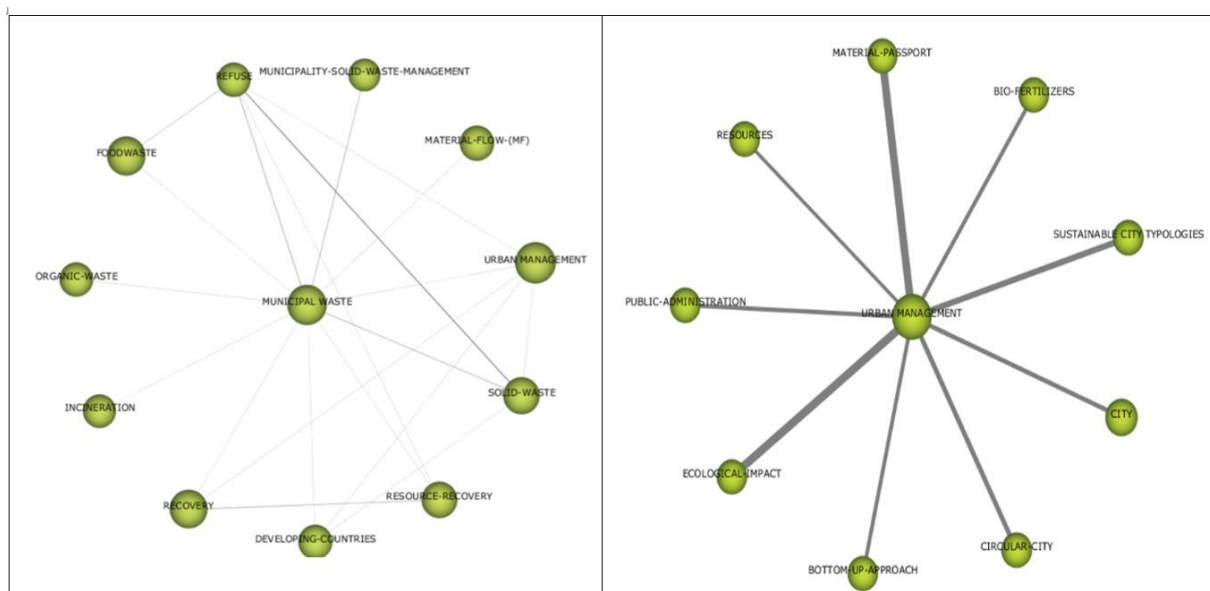 REFUSE
MUNICIPALITY-SOLID-WASTE-MANAGEMENT
MATERIAL-FLOW-(MF)
FOODWASTE
URBAN MANAGEMENT
ORGANIC-WASTE
MUNICIPAL WASTE
SOLID-WASTE
INCINERATION
RESOURCE-RECOVERY
RECOVERY
DEVELOPING-COUNTRIES
MATERIAL-PASSPORT
BIO-FERTILIZERS
RESOURCES
SUSTAINABLE CITY TYPOLOGIES
PUBLIC-ADMINISTRATION
URBAN MANAGEMENT
CITY
ECOLOGICAL-IMPACT
CIRCULAR-CITY
BOTTOM-UP-APPROACH